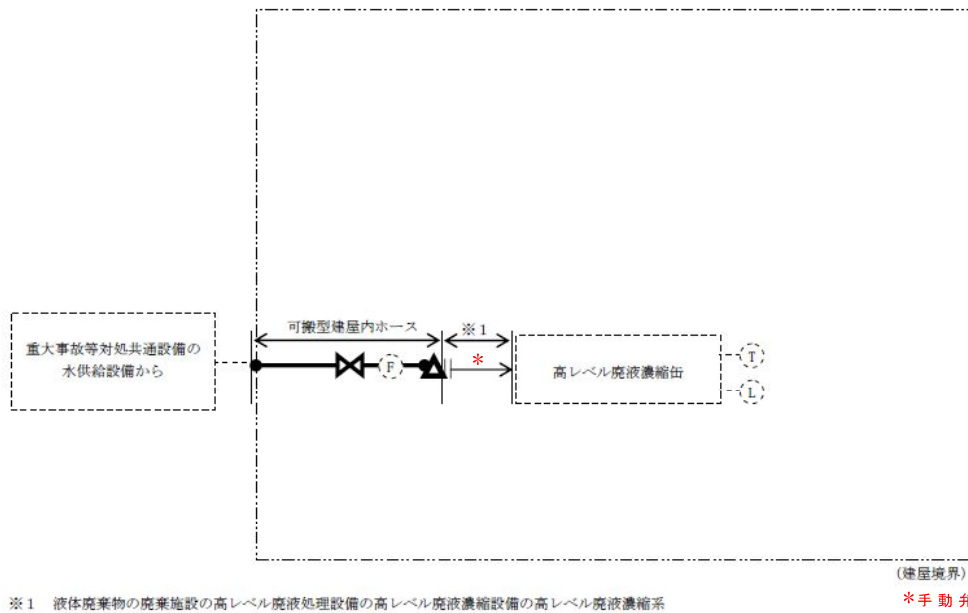 可搬型建屋内ホース
※1
重大事故等対処共通設備の
水供給設備から
F
*
高レベル廃液濃縮缶
T
L
(建屋境界)
※1 液体廃棄物の廃棄施設の高レベル廃液処理設備の高レベル廃液濃縮設備の高レベル廃液濃縮系
*手動弁